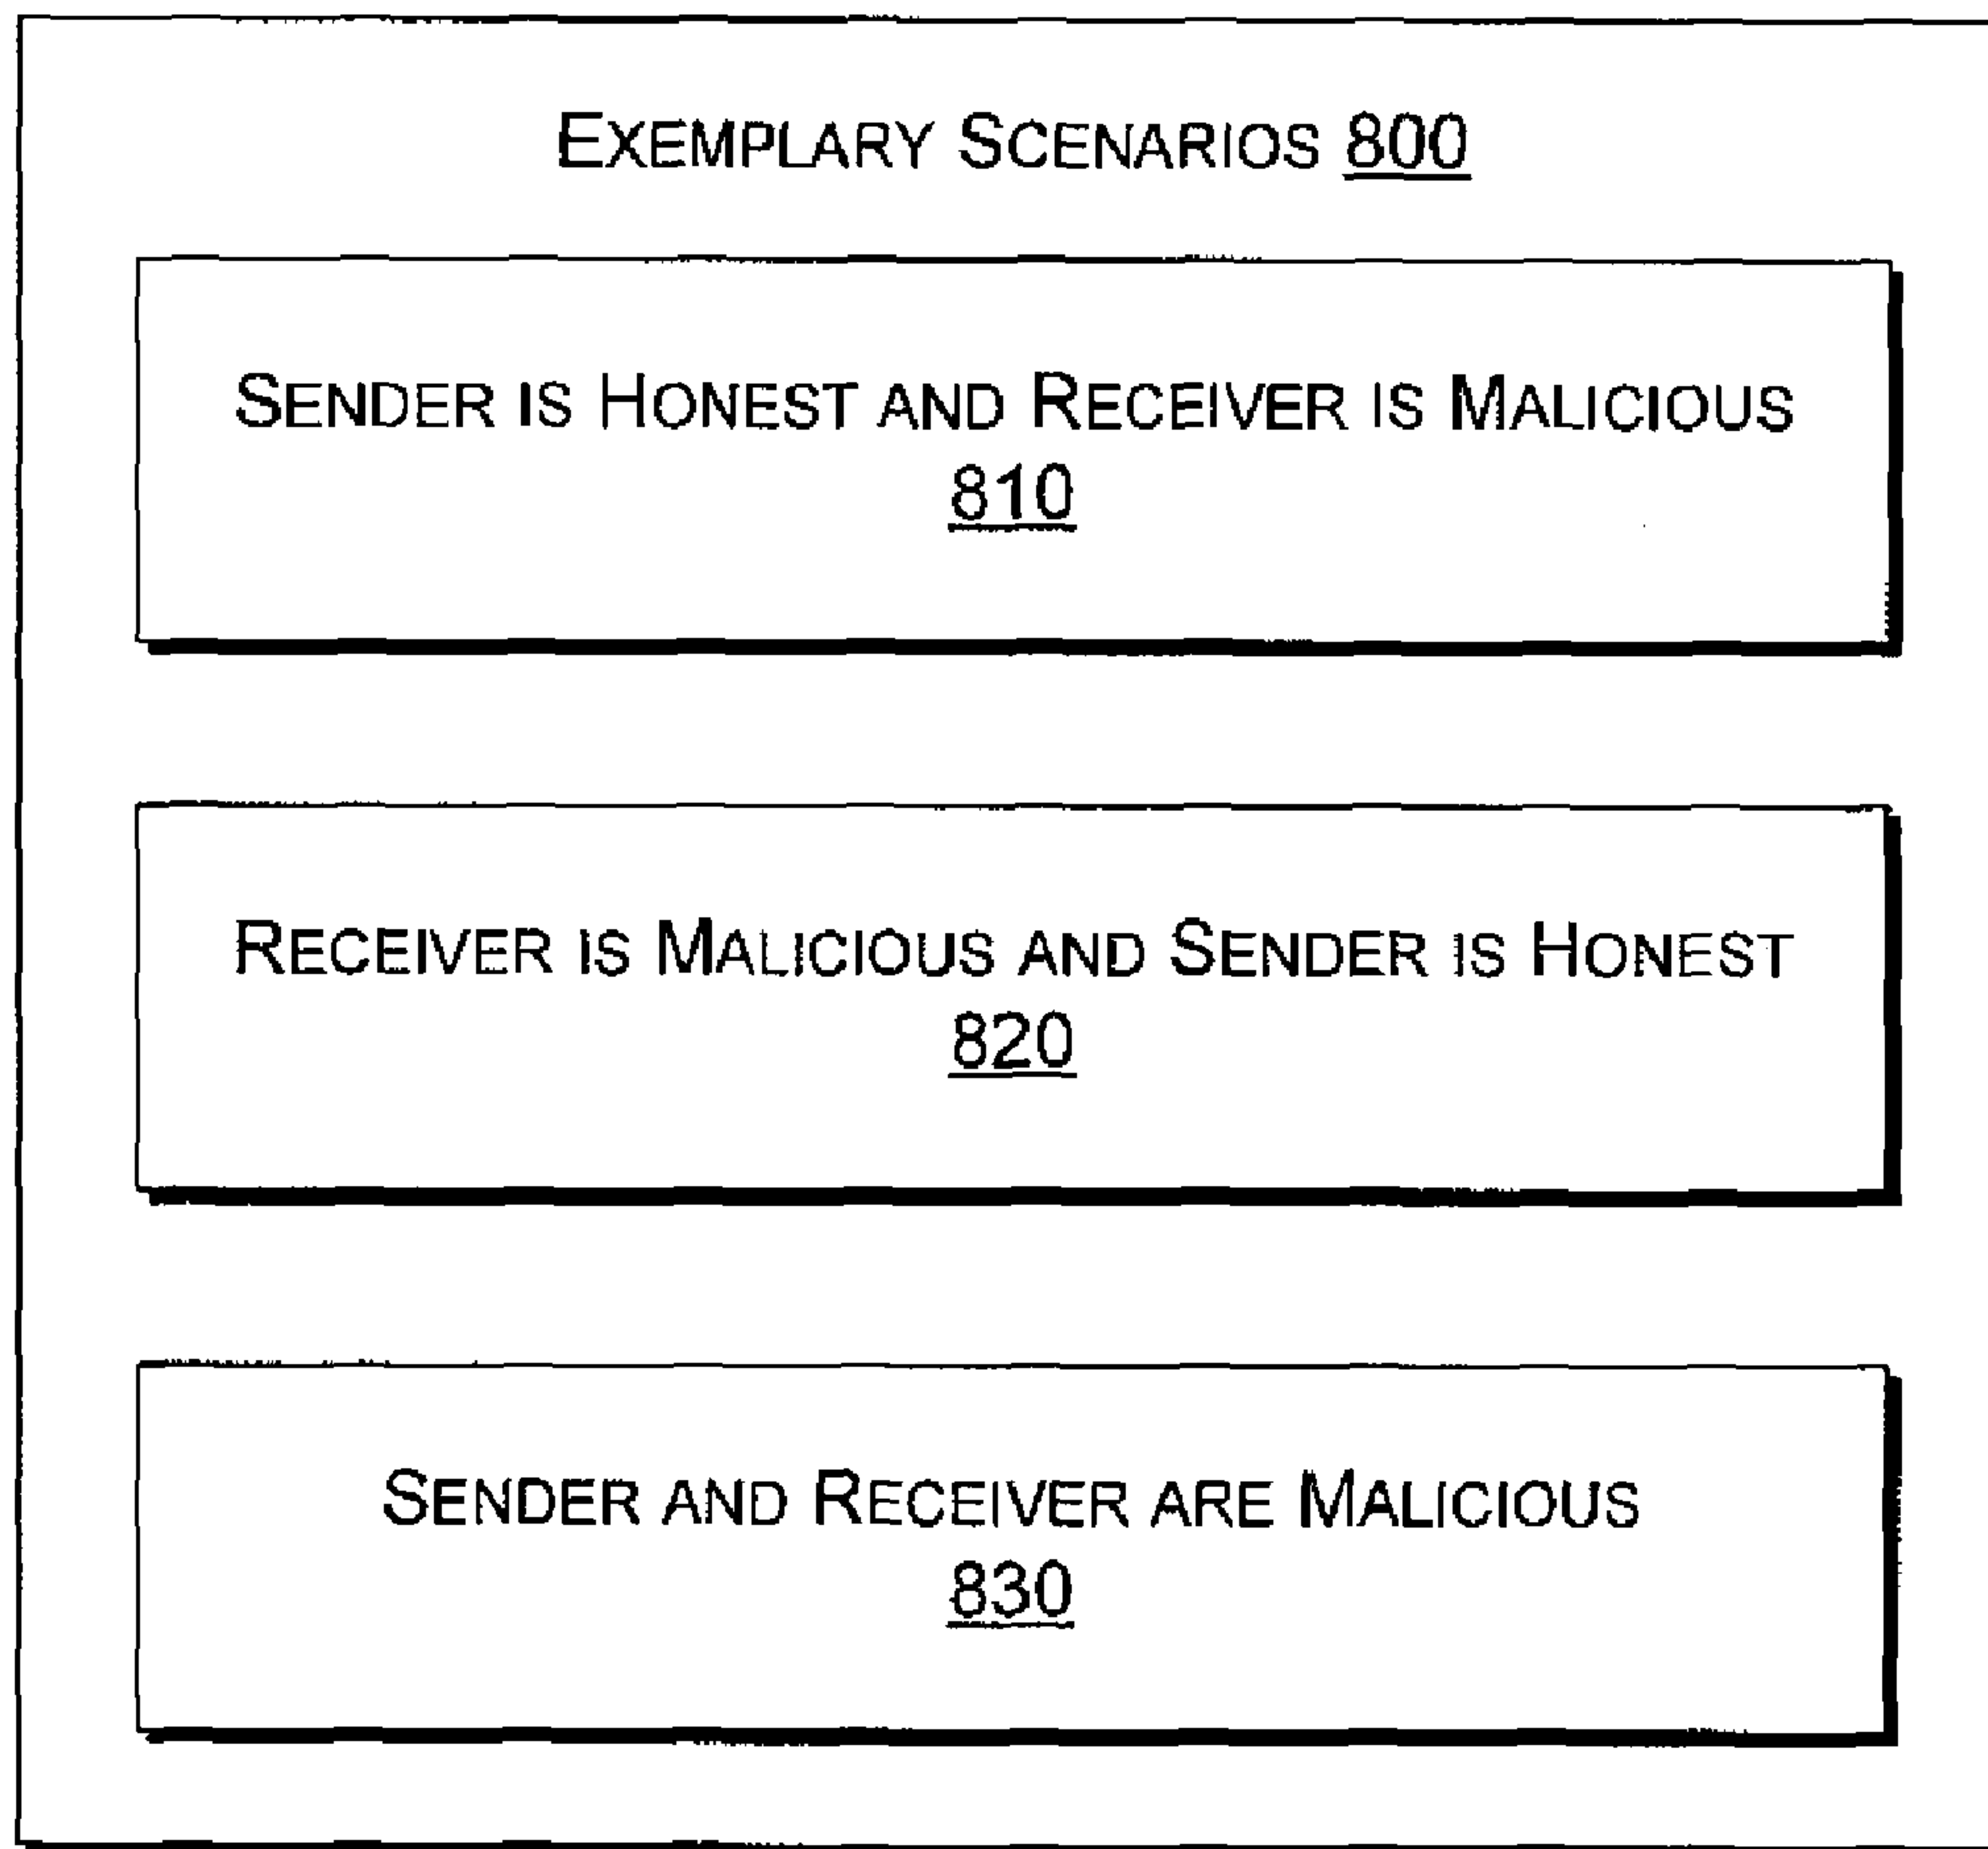 EXEMPLARY SCENARIOS 800
SENDER IS HONEST AND RECEIVER IS MALICIOUS
810
RECEIVER IS MALICIOUS AND SENDER IS HONEST
820
SENDER AND RECEIVER ARE MALICIOUS
830